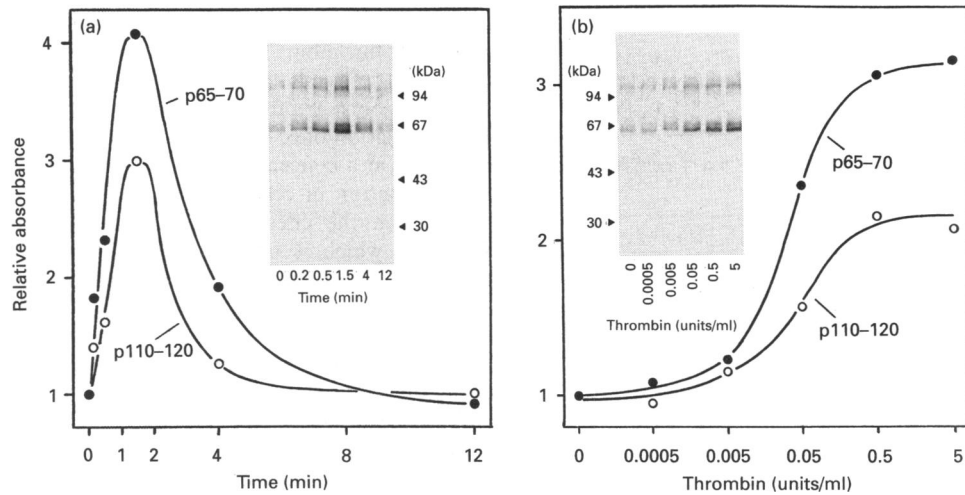 (a)
4
3
2
1
Relative absorbance
p65–70
p110–120
(kDa)
94
67
43
30
0 0.2 0.5 1.5 4 12
Time (min)
0 1 2 4 8 12
Time (min)
(b)
3
2
1
(kDa)
94
67
43
30
0 0.0005 0.005 0.05 0.5 5
Thrombin (units/ml)
p65–70
p110–120
0 0.0005 0.005 0.05 0.5 5
Thrombin (units/ml)